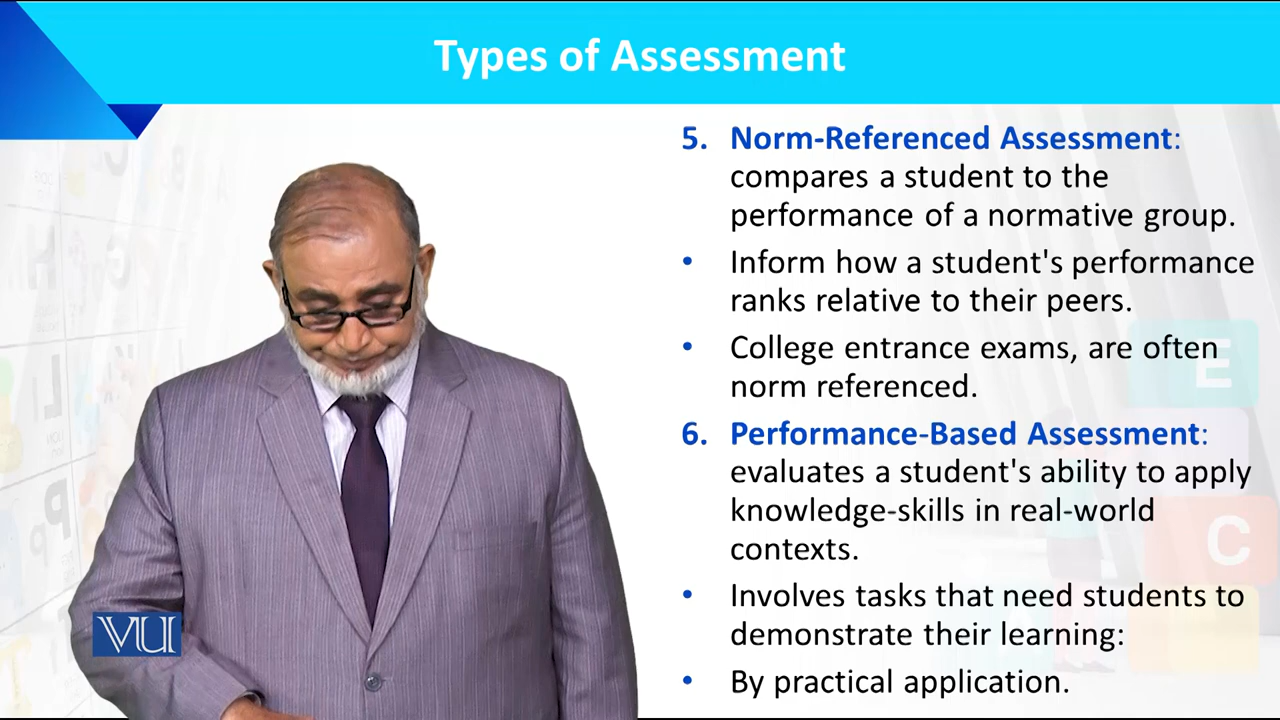 Types of Assessment
5. Norm-Referenced Assessment:
compares a student to the
performance of a normative group.
• Inform how a student's performance
ranks relative to their peers.
• College entrance exams, are often
norm referenced.
6. Performance-Based Assessment:
evaluates a student's ability to apply
knowledge-skills in real-world
contexts.
• Involves tasks that need students to
demonstrate their learning:
• By practical application.
VU
E
C